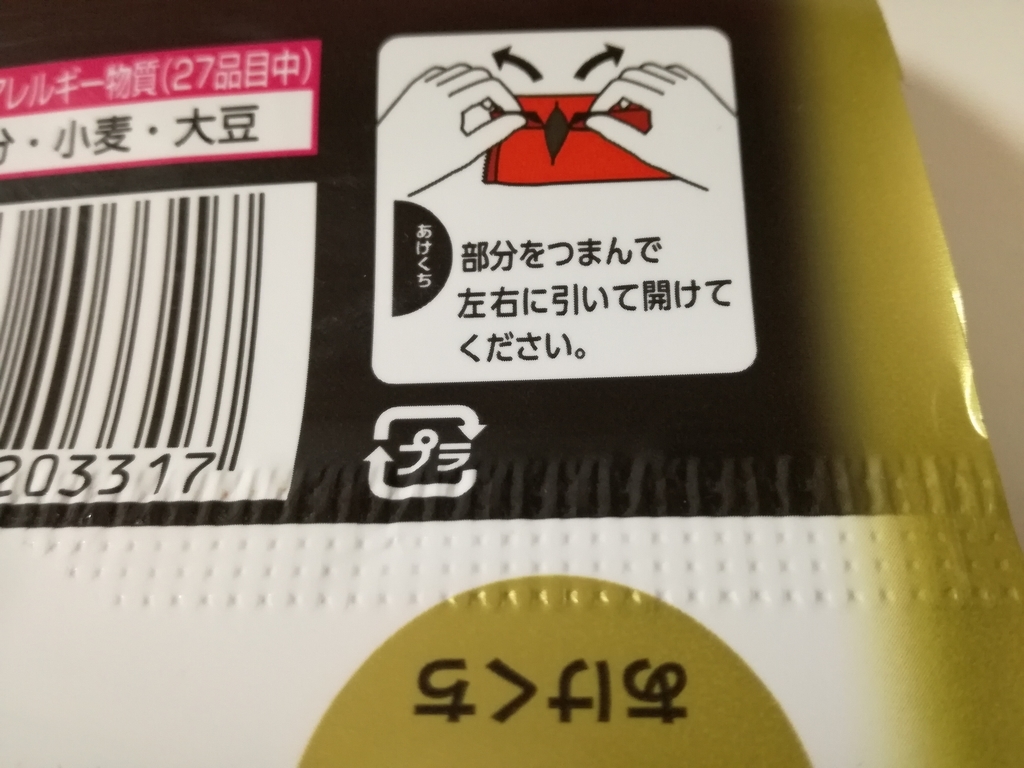 アレルギー物質(27品目中)
分・小麦・大豆
203317
あけくち
部分をつまんで
左右に引いて開けて
ください。
プラ
あけくち